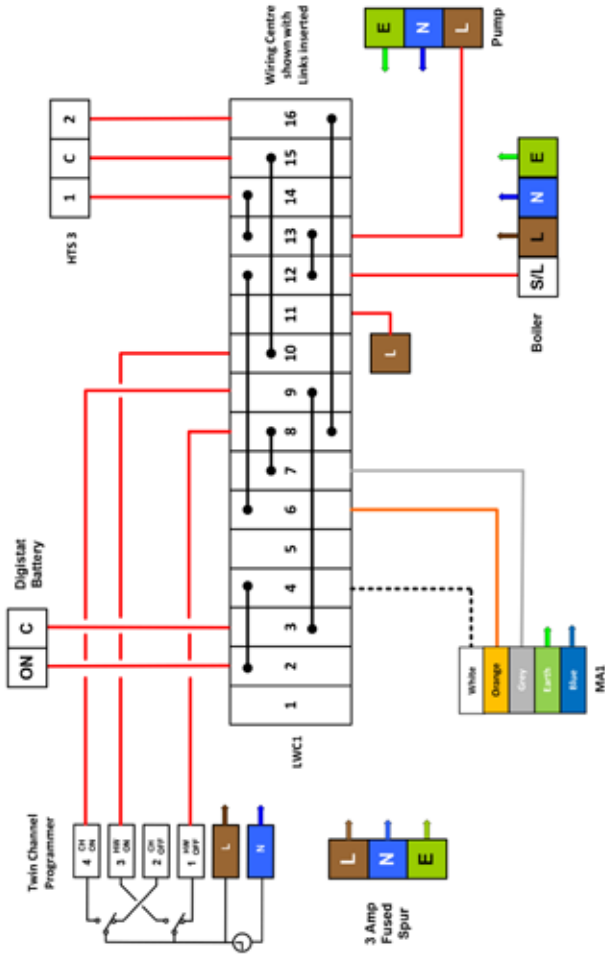 Twin Channel
Programmer
CH
ON
4
HW
ON
3
CH
OFF
2
HW
OFF
1
L
N
3 Amp
Fused
Spur
L
N
E
Digistat
Battery
ON
C
HTS 3
1
C
2
LWC1
1
2
3
4
5
6
7
8
9
10
11
12
13
14
15
16
Wiring Centre
shown with
Links inserted
MA1
White
Orange
Grey
Earth
Blue
L
Boiler
S/L
L
N
E
Pump
E
N
L